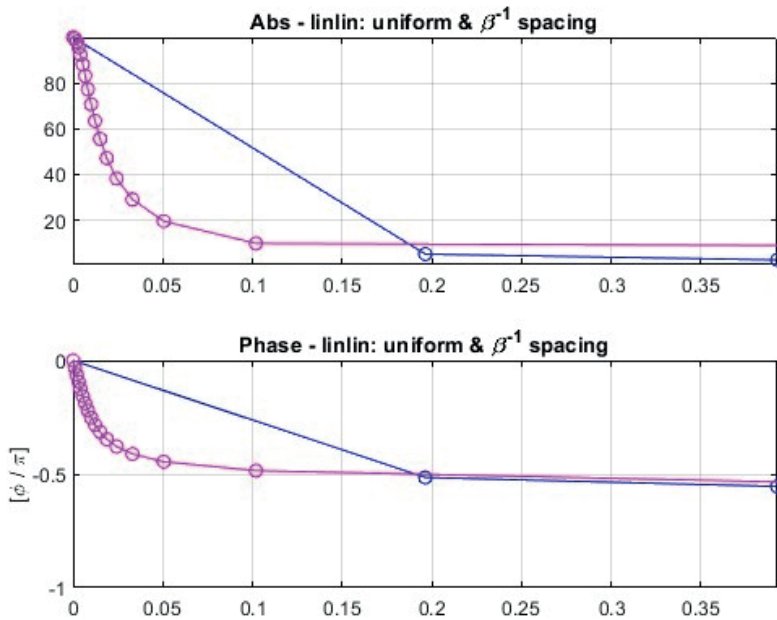 Abs - linlin: uniform & β⁻¹ spacing
80
60
40
20
0 0.05 0.1 0.15 0.2 0.25 0.3 0.35
Phase - linlin: uniform & β⁻¹ spacing
0
-0.5
-1
[ϕ / π]
0 0.05 0.1 0.15 0.2 0.25 0.3 0.35